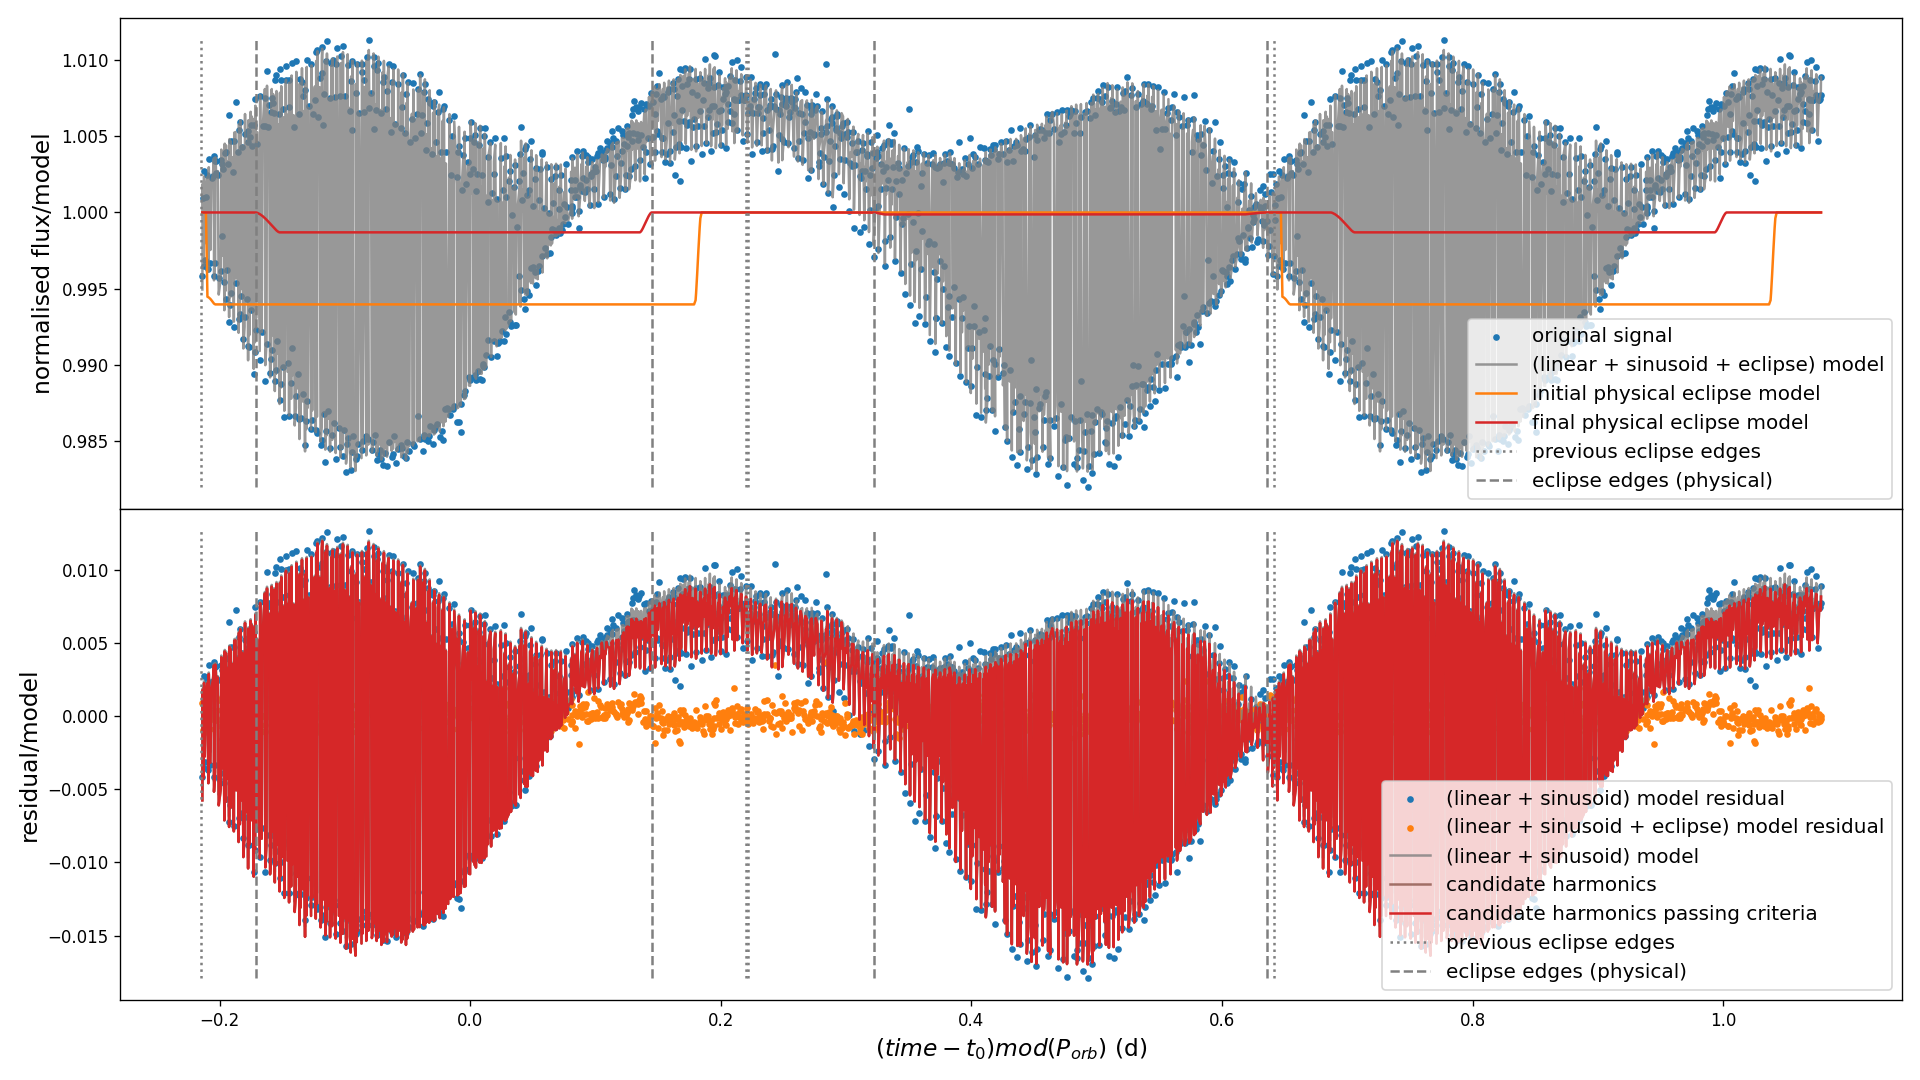 normalised flux/model
1.010
1.005
1.000
0.995
0.990
0.985
original signal
(linear + sinusoid + eclipse) model
initial physical eclipse model
final physical eclipse model
previous eclipse edges
eclipse edges (physical)
residual/model
0.010
0.005
0.000
−0.005
−0.010
−0.015
(linear + sinusoid) model residual
(linear + sinusoid + eclipse) model residual
(linear + sinusoid) model
candidate harmonics
candidate harmonics passing criteria
previous eclipse edges
eclipse edges (physical)
−0.2 0.0 0.2 0.4 0.6 0.8 1.0
(time − t₀)mod(P_orb) (d)